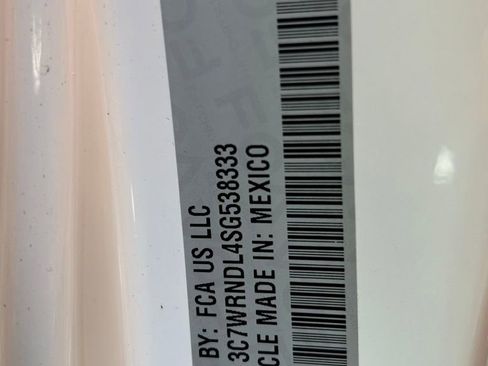 BY: FCA US LLC
3C7WRNDL4SG538333
CLE MADE IN: MEXICO